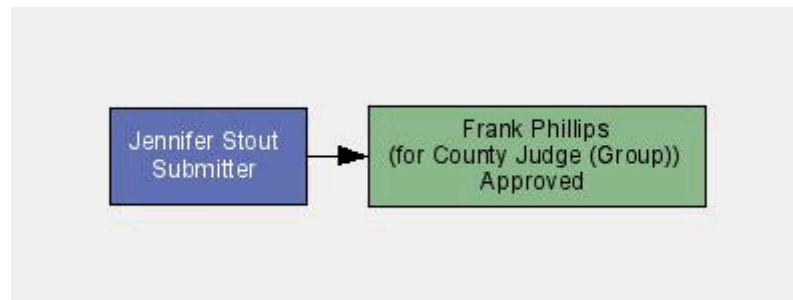 Jennifer Stout
Submitter
Frank Phillips
(for County Judge (Group))
Approved